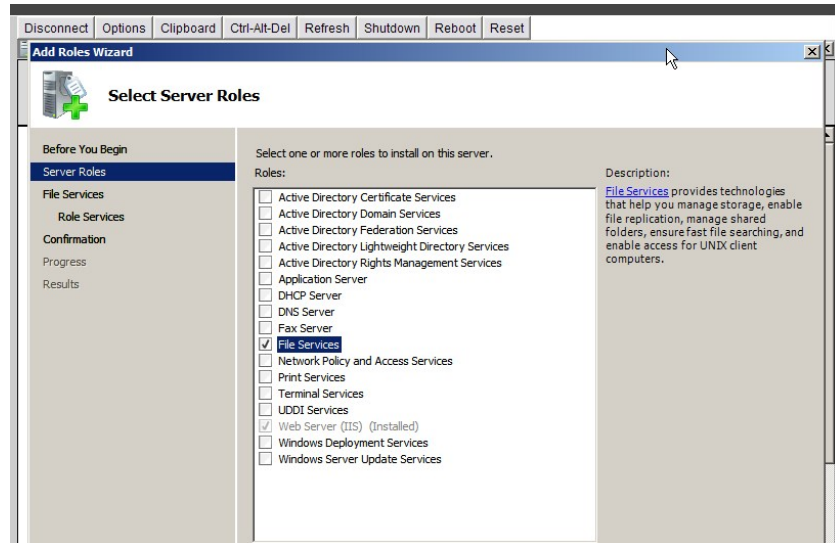 Disconnect Options Clipboard Ctrl-Alt-Del Refresh Shutdown Reboot Reset
Add Roles Wizard
Select Server Roles
Before You Begin
Server Roles
File Services
Role Services
Confirmation
Progress
Results
Select one or more roles to install on this server.
Roles:
Active Directory Certificate Services
Active Directory Domain Services
Active Directory Federation Services
Active Directory Lightweight Directory Services
Active Directory Rights Management Services
Application Server
DHCP Server
DNS Server
Fax Server
File Services
Network Policy and Access Services
Print Services
Terminal Services
UDDI Services
Web Server (IIS) (Installed)
Windows Deployment Services
Windows Server Update Services
Description:
File Services provides technologies
that help you manage storage, enable
file replication, manage shared
folders, ensure fast file searching, and
enable access for UNIX client
computers.